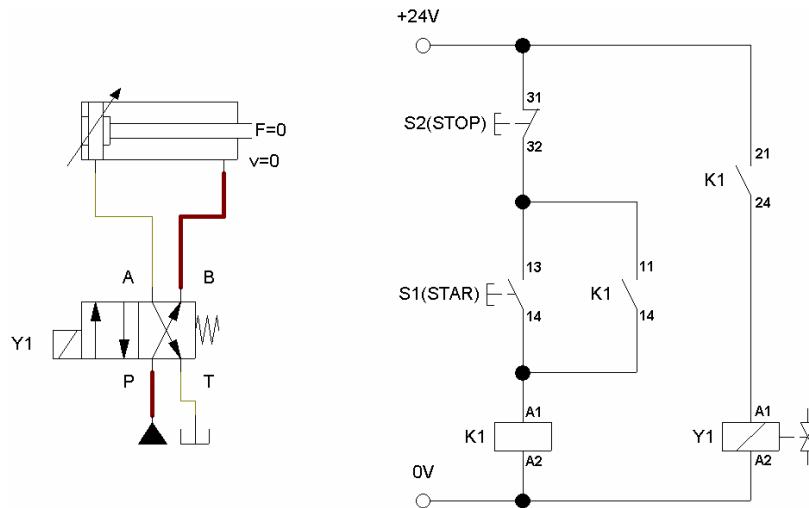 +24V
F=0
v=0
A
B
Y1
P
T
31
S2(STOP)
32
13
S1(STAR)
14
11
K1
14
21
K1
24
A1
K1
A2
A1
Y1
A2
0V